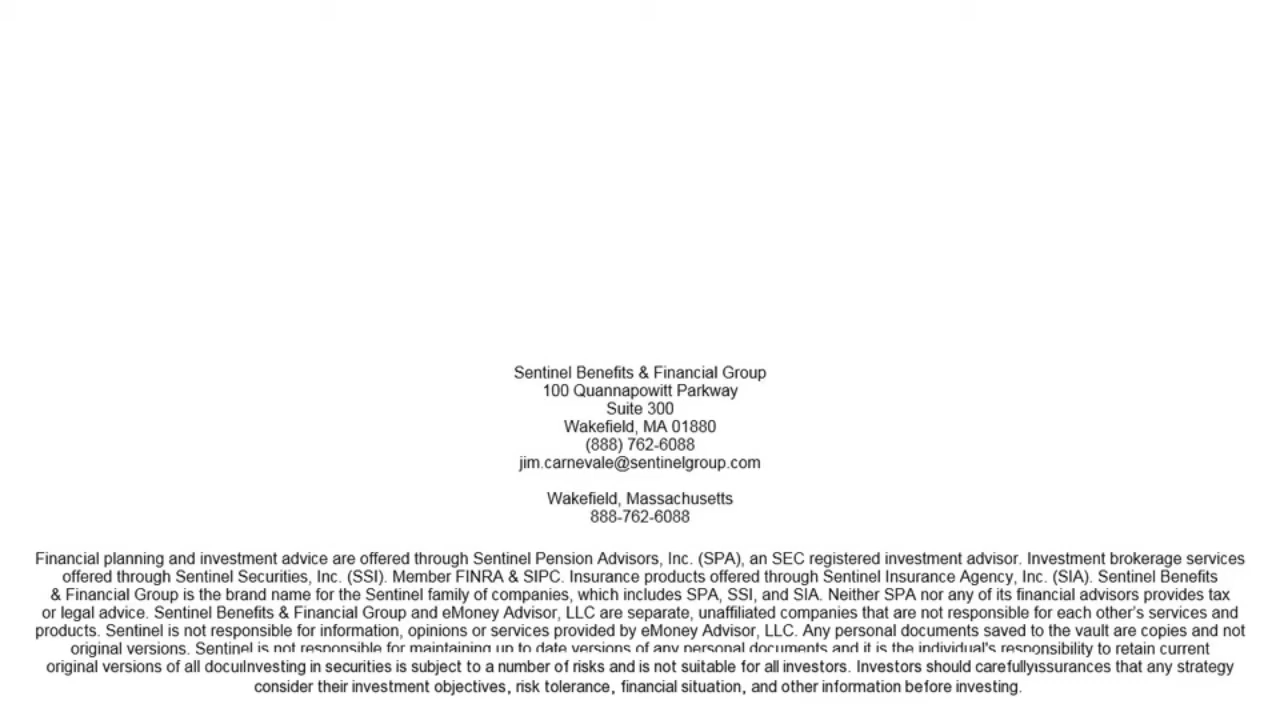 Sentinel Benefits & Financial Group
100 Quannapowitt Parkway
Suite 300
Wakefield, MA 01880
(888) 762-6088
jim.carnevale@sentinelgroup.com
Wakefield, Massachusetts
888-762-6088
Financial planning and investment advice are offered through Sentinel Pension Advisors, Inc. (SPA), an SEC registered investment advisor. Investment brokerage services
offered through Sentinel Securities, Inc. (SSI). Member FINRA & SIPC. Insurance products offered through Sentinel Insurance Agency, Inc. (SIA). Sentinel Benefits
& Financial Group is the brand name for the Sentinel family of companies, which includes SPA, SSI, and SIA. Neither SPA nor any of its financial advisors provides tax
or legal advice. Sentinel Benefits & Financial Group and eMoney Advisor, LLC are separate, unaffiliated companies that are not responsible for each other's services and
products. Sentinel is not responsible for information, opinions or services provided by eMoney Advisor, LLC. Any personal documents saved to the vault are copies and not
original versions. Sentinel is not responsible for maintaining up to date versions of any personal documents and it is the individual's responsibility to retain current
original versions of all Investing in securities is subject to a number of risks and is not suitable for all investors. Investors should carefully that any strategy
consider their investment objectives, risk tolerance, financial situation, and other information before investing.